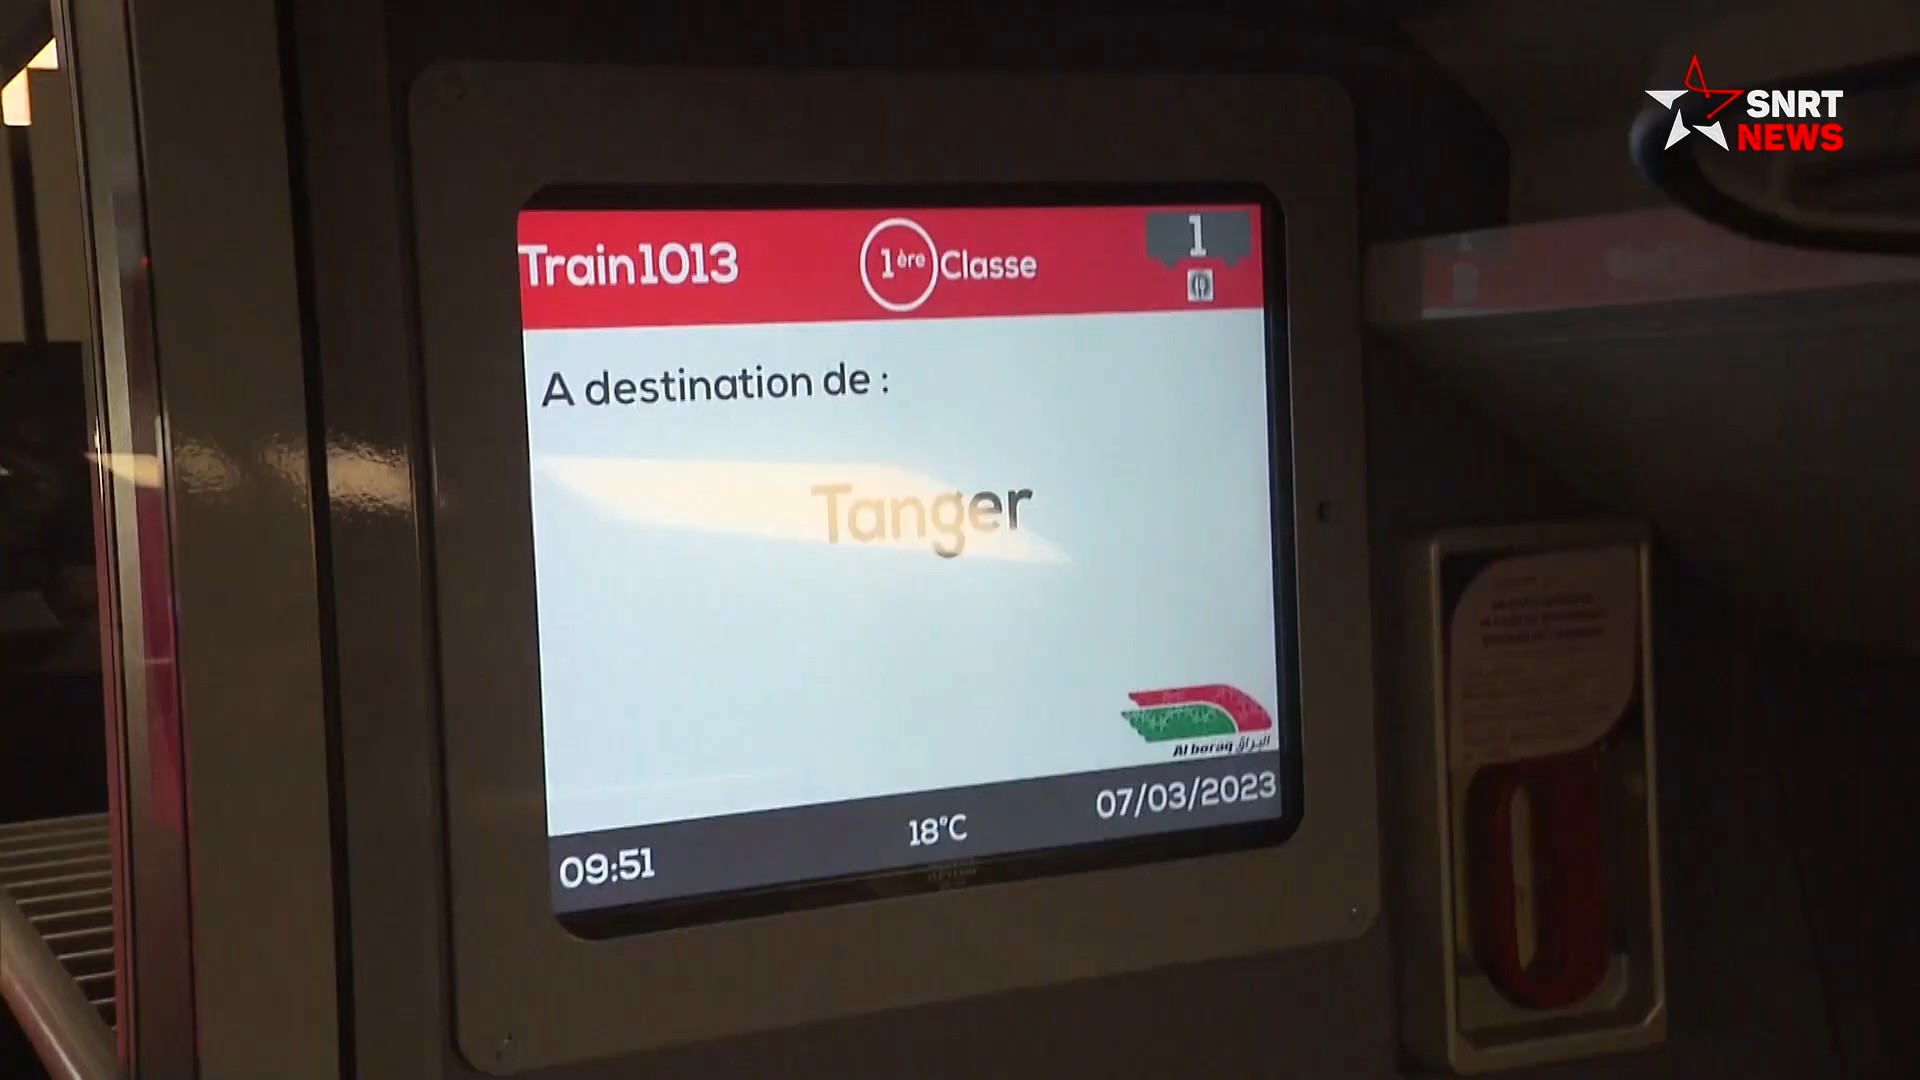 SNRT
NEWS
Train1013
1ère Classe
1
A destination de :
Tanger
Al boraq البراق
09:51
18°C
07/03/2023